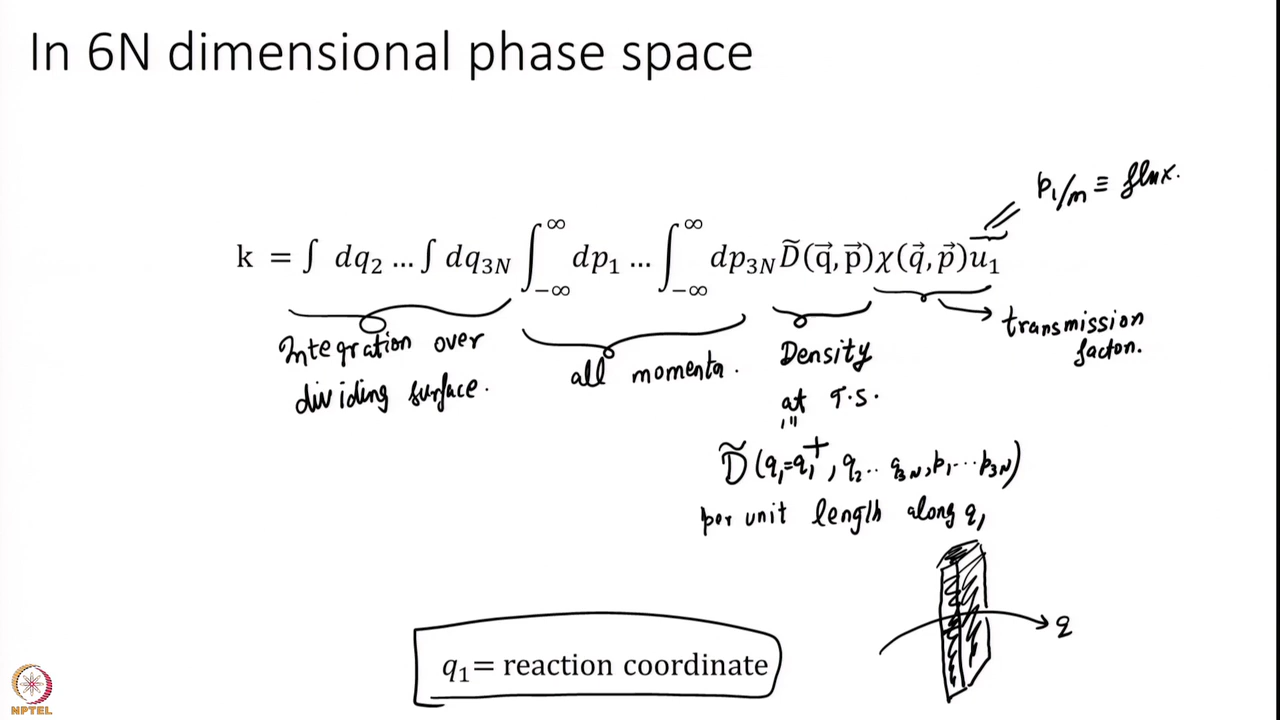 In 6N dimensional phase space
p₁/m ≡ flux.
k = ∫ dq₂ … ∫ dq₃N ∫_{−∞}^{∞} dp₁ … ∫_{−∞}^{∞} dp₃N D̃(q⃗, p⃗)χ(q⃗, p⃗)u₁
Integration over
dividing surface.
all momenta.
Density
at T.S.
transmission
factor.
D̃ (q₁=q₁‡, q₂.. q₃N, p₁...p₃N)
per unit length along q₁
q
q₁= reaction coordinate
NPTEL